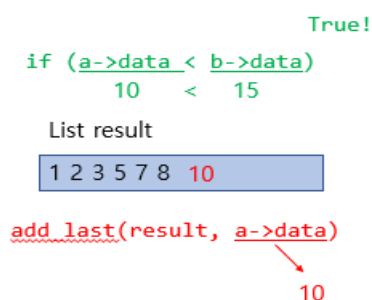 True!
if (a->data < b->data)
10 < 15
List result
1 2 3 5 7 8 10
add_last(result, a->data)
10